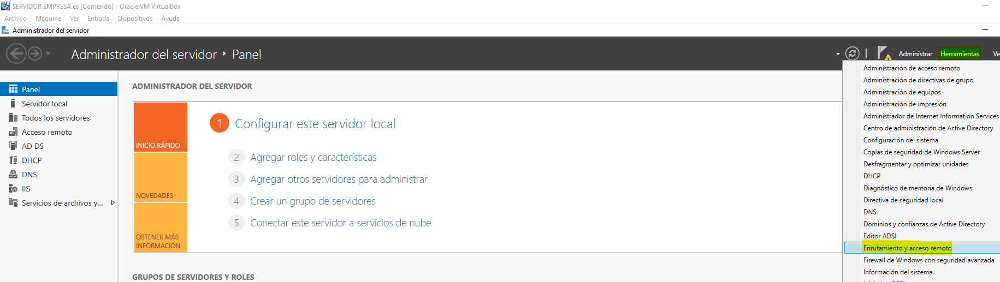 SERVIDOR EMPRESA.es [Corriendo] - Oracle VM VirtualBox
Archivo Máquina Ver Entrada Dispositivos Ayuda
Administrador del servidor
Administrador del servidor ‣ Panel
Administrar Herramientas Ve
Panel
Servidor local
Todos los servidores
Acceso remoto
AD DS
DHCP
DNS
IIS
Servicios de archivos y...
ADMINISTRADOR DEL SERVIDOR
INICIO RÁPIDO
NOVEDADES
OBTENER MÁS
INFORMACIÓN
1 Configurar este servidor local
2 Agregar roles y características
3 Agregar otros servidores para administrar
4 Crear un grupo de servidores
5 Conectar este servidor a servicios de nube
GRUPOS DE SERVIDORES Y ROLES
Administración de acceso remoto
Administración de directivas de grupo
Administración de equipos
Administración de impresión
Administrador de Internet Information Services
Centro de administración de Active Directory
Configuración del sistema
Copias de seguridad de Windows Server
Desfragmentar y optimizar unidades
DHCP
Diagnóstico de memoria de Windows
Directiva de seguridad local
DNS
Dominios y confianzas de Active Directory
Editor ADSI
Enrutamiento y acceso remoto
Firewall de Windows con seguridad avanzada
Información del sistema